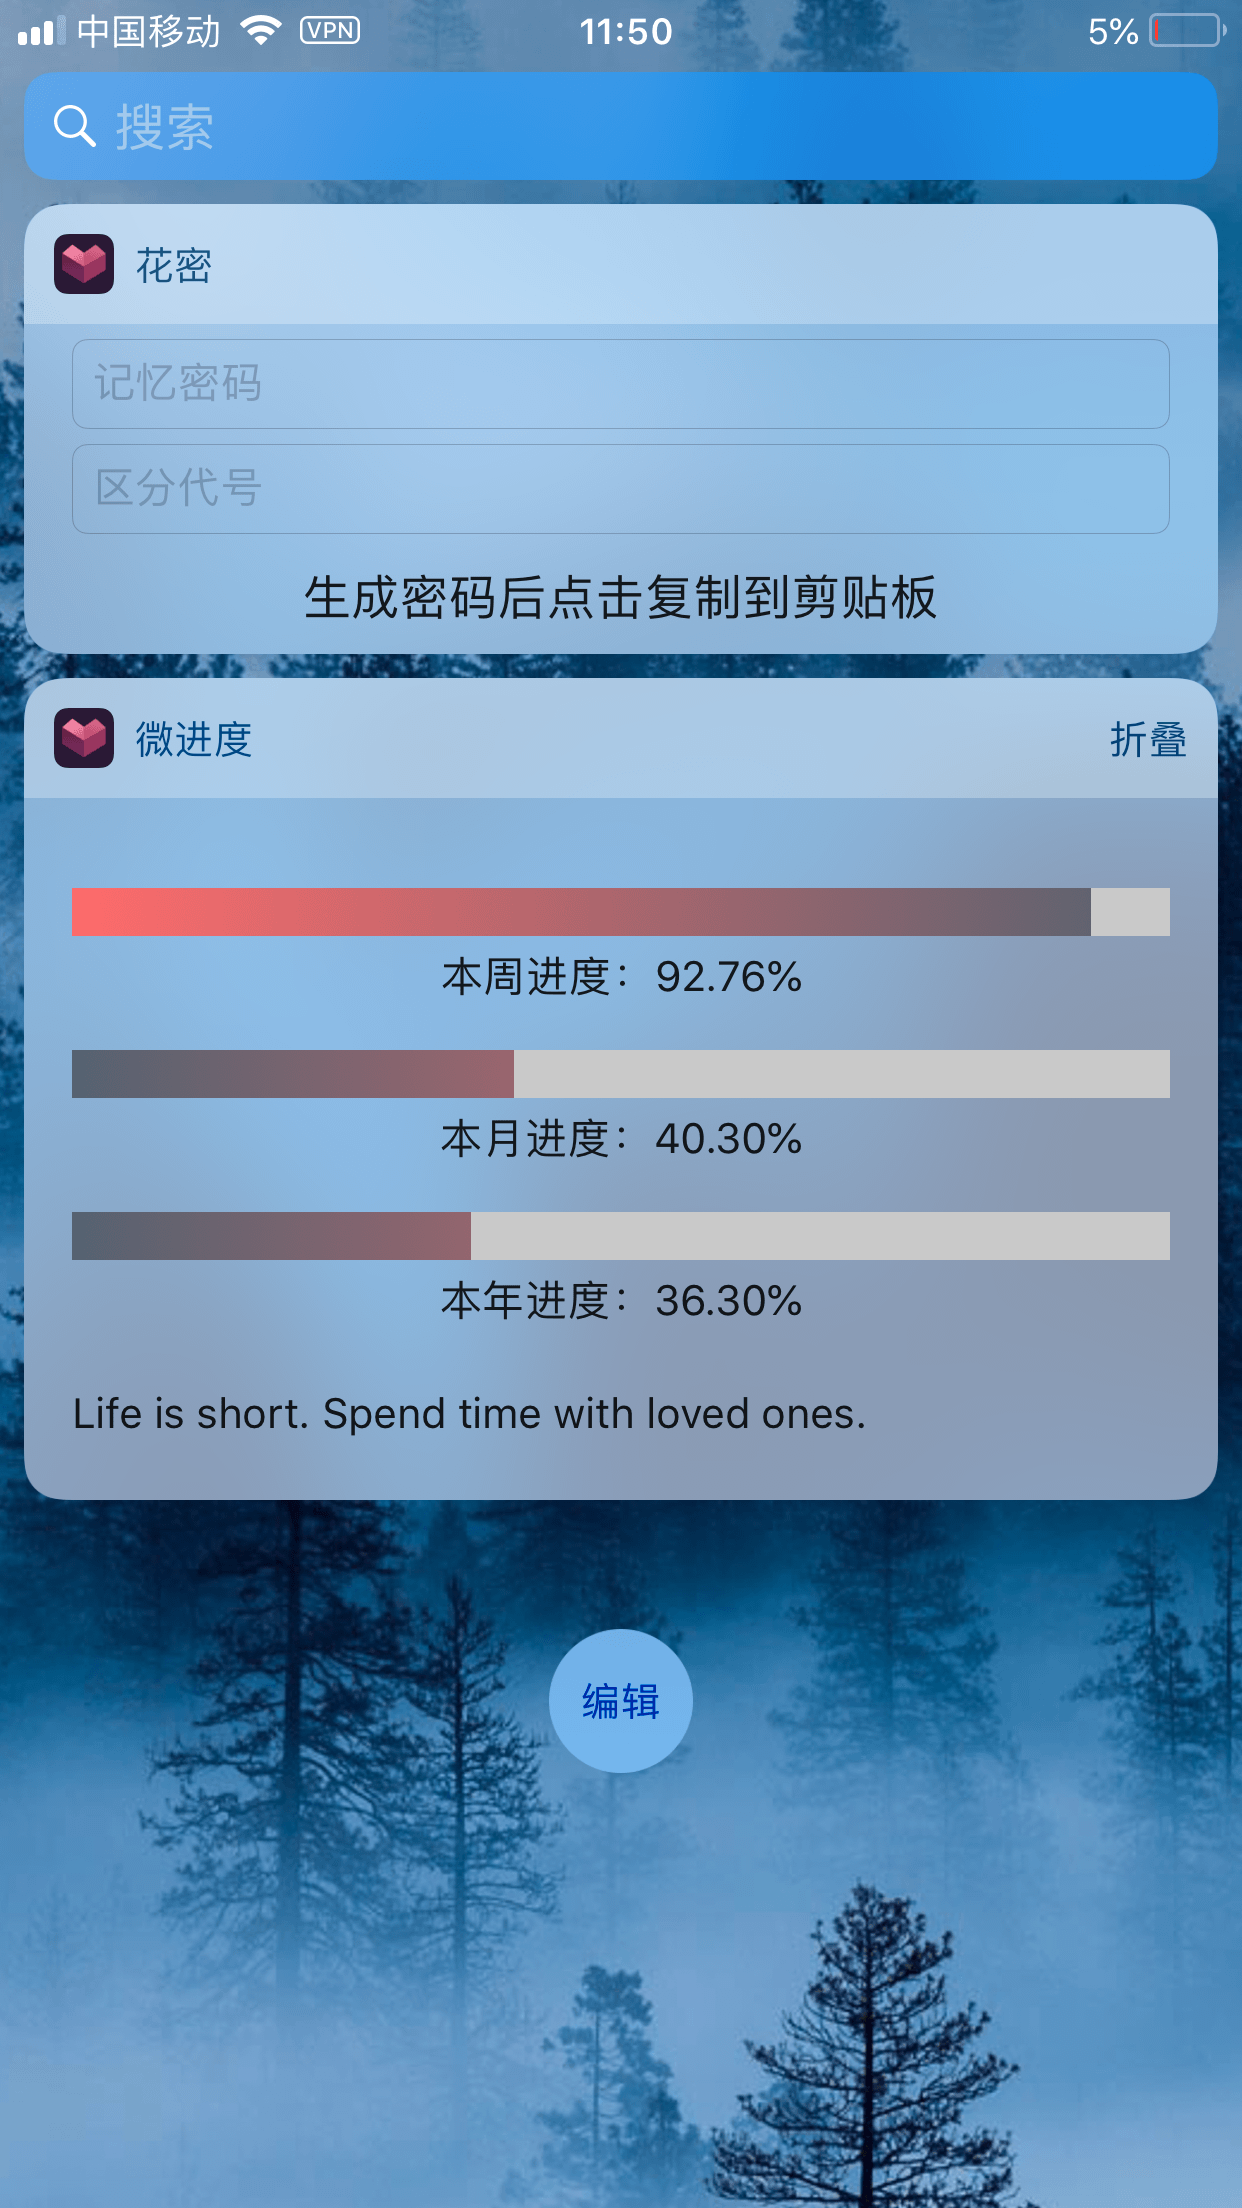 中国移动 VPN 11:50 5%
搜索
花密
记忆密码
区分代号
生成密码后点击复制到剪贴板
微进度 折叠
本周进度：92.76%
本月进度：40.30%
本年进度：36.30%
Life is short. Spend time with loved ones.
编辑